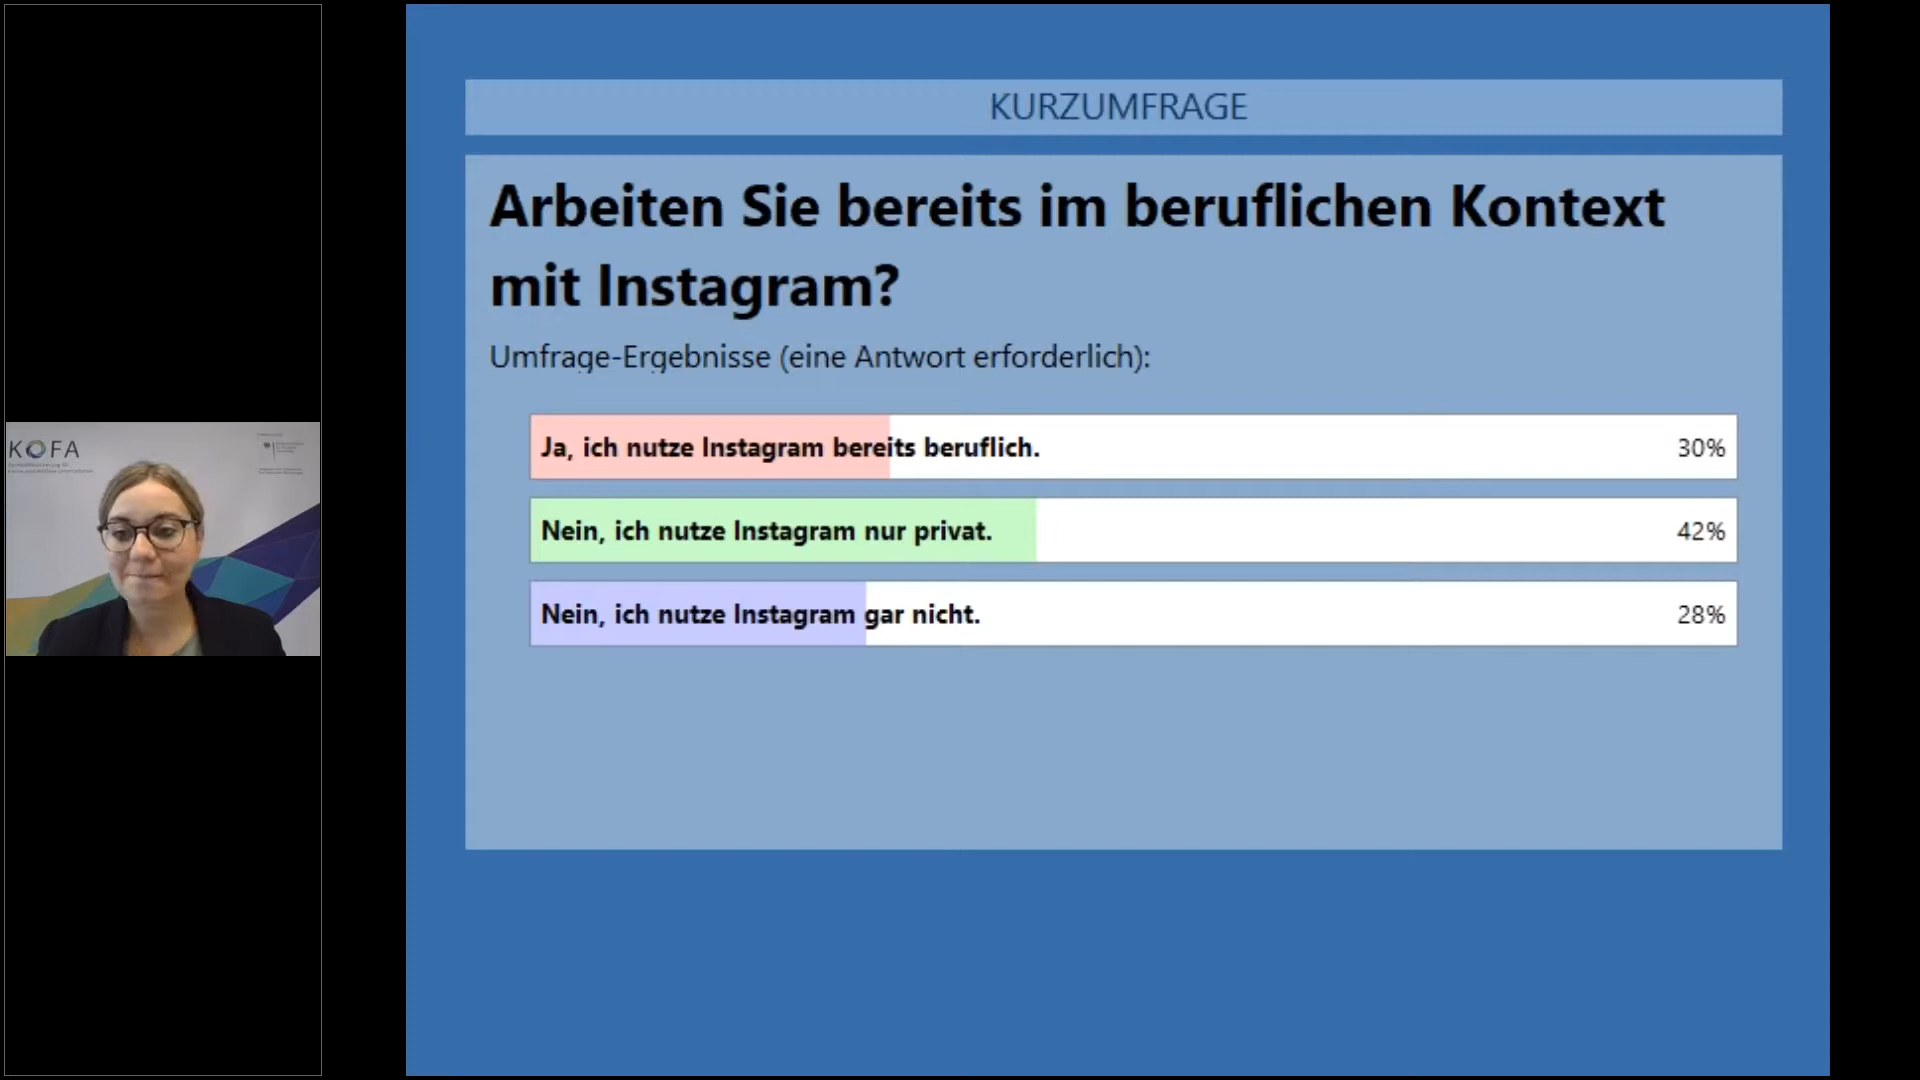 KURZUMFRAGE
Arbeiten Sie bereits im beruflichen Kontext
mit Instagram?
Umfrage-Ergebnisse (eine Antwort erforderlich):
Ja, ich nutze Instagram bereits beruflich. 30%
Nein, ich nutze Instagram nur privat. 42%
Nein, ich nutze Instagram gar nicht. 28%
KOFA